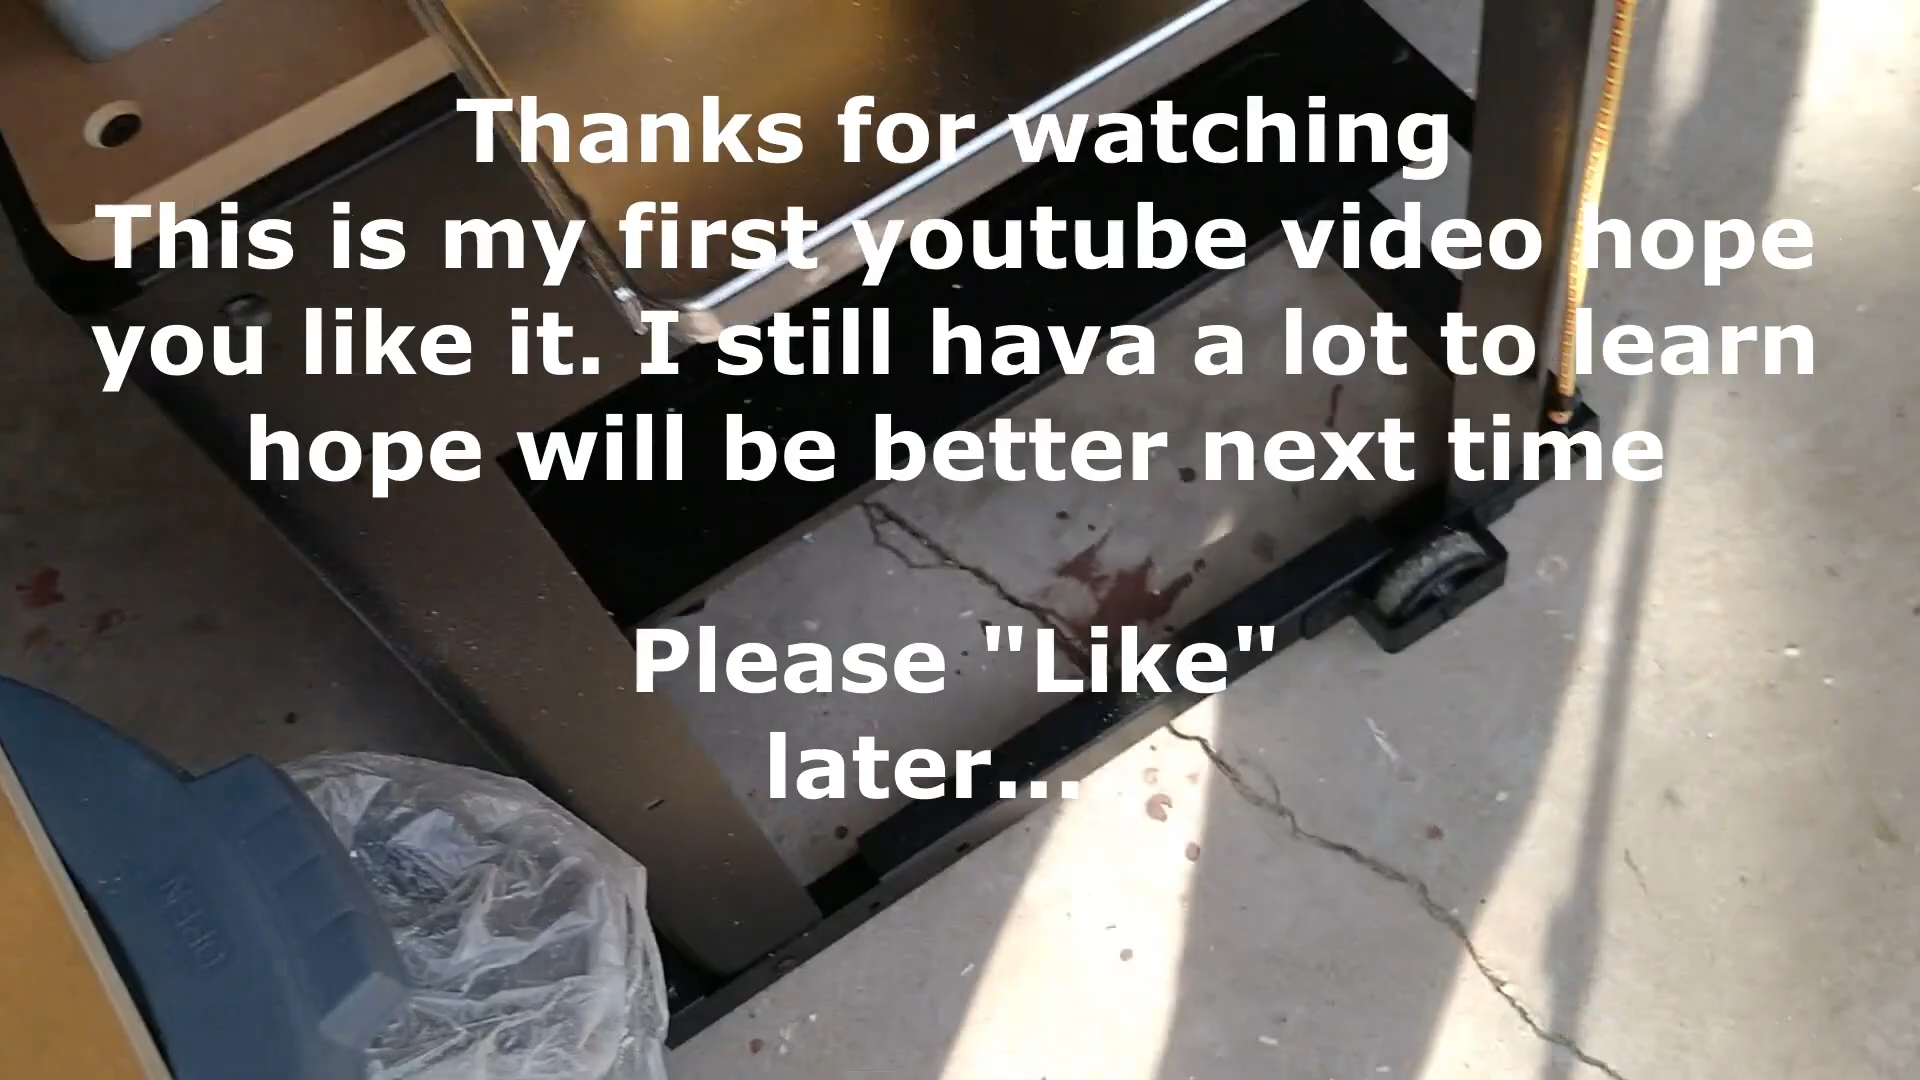 Thanks for watching
This is my first youtube video hope
you like it. I still hava a lot to learn
hope will be better next time
Please "Like"
later...
OPEN